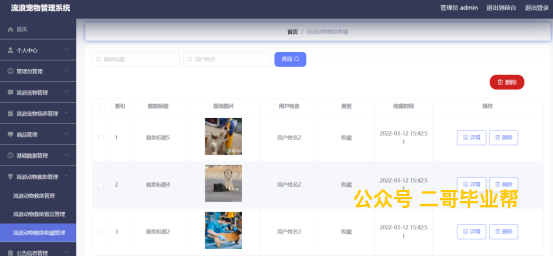 流浪宠物管理系统
管理员 admin 退出到前台 退出登录
首页
首页 / 流浪动物救助收藏
个人中心
管理员管理
流浪宠物管理
流浪宠物领养管理
商品管理
基础数据管理
流浪动物救助管理
流浪动物救助管理
流浪动物救助留言管理
流浪动物救助收藏管理
公告信息管理
救助标题 用户姓名 查询
删除
索引 救助标题 现场图片 用户姓名 类型 收藏时间 操作
1 救助标题5 用户姓名2 收藏 2022-03-12 15:42:51 详情 删除
2 救助标题4 用户姓名2 收藏 2022-03-12 15:42:51 详情 删除
3 救助标题2 用户姓名1 收藏 2022-03-12 15:42:51 详情 删除
公众号 二哥毕业帮